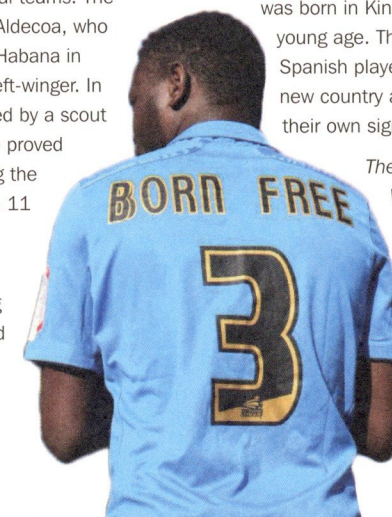 al teams. The
Aldecoa, who
Habana in
eft-winger. In
ed by a scout
proved
g the
11
d
was born in Kin
young age. Th
Spanish playe
new country a
their own sig
The
BORN FREE
3